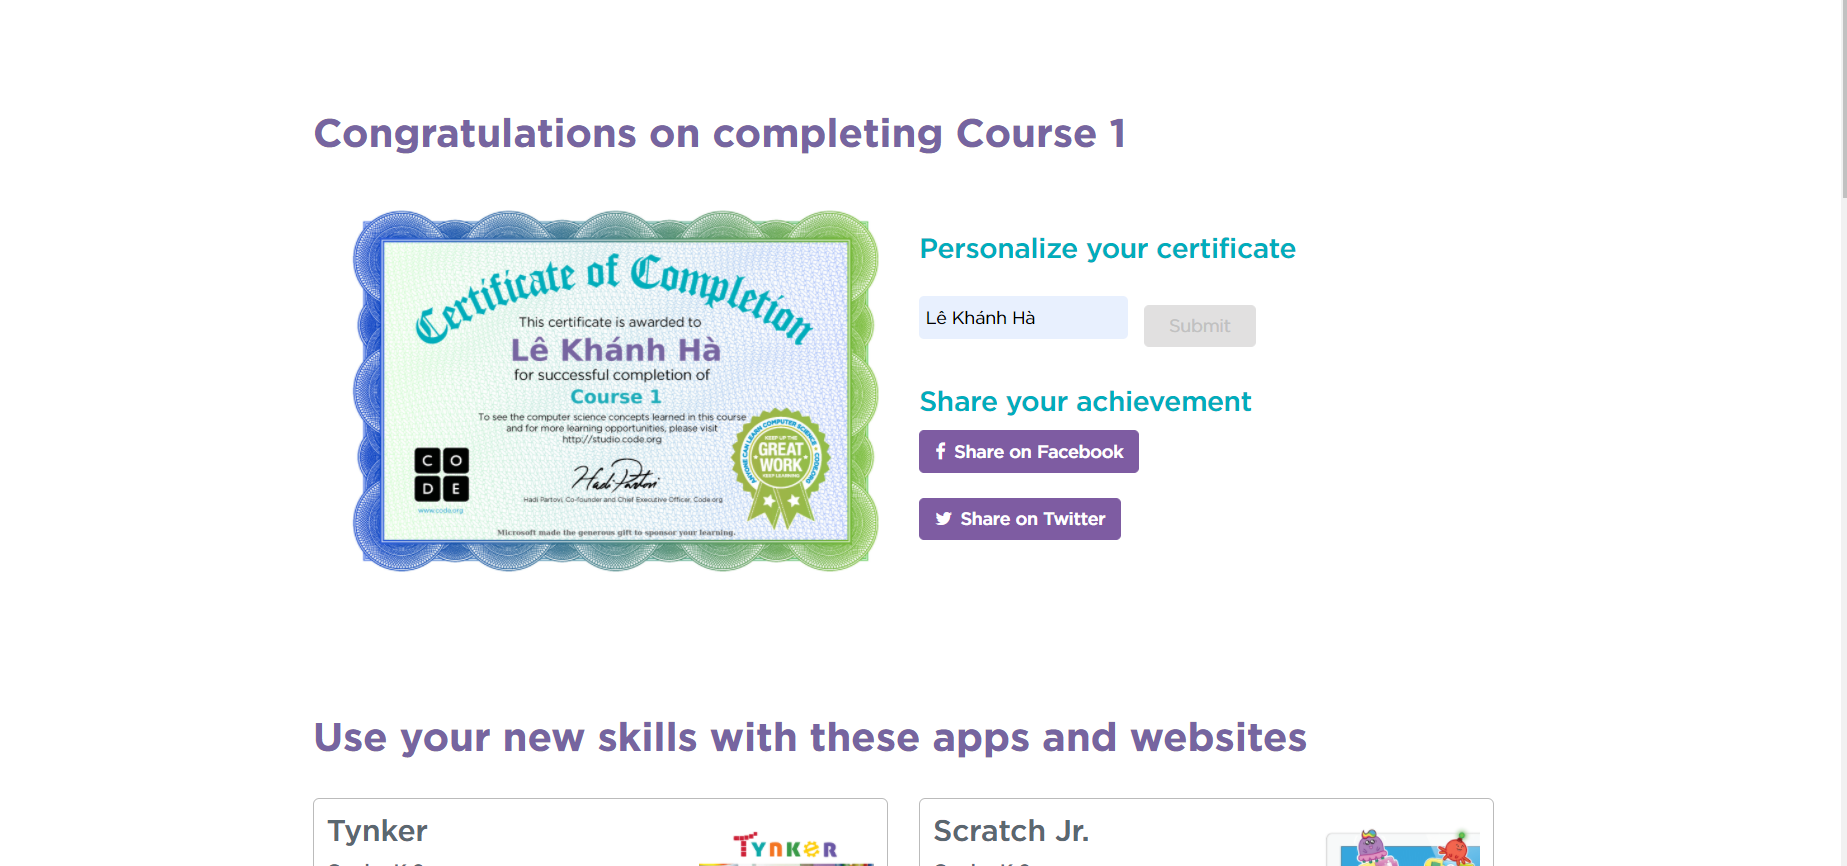 Congratulations on completing Course 1
Certificate of Completion
This certificate is awarded to
Lê Khánh Hà
for successful completion of
Course 1
To see the computer science concepts learned in this course
and for more learning opportunities, please visit
http://studio.code.org
C O
D E
www.code.org
Hadi Partovi
Hadi Partovi, Co-founder and Chief Executive Officer, Code.org
ANYONE CAN LEARN COMPUTER SCIENCE
CODE.ORG
KEEP UP THE
GREAT
WORK
KEEP LEARNING
Microsoft made the generous gift to sponsor your learning.
Personalize your certificate
Lê Khánh Hà
Submit
Share your achievement
Share on Facebook
Share on Twitter
Use your new skills with these apps and websites
Tynker
TYNKER
Scratch Jr.